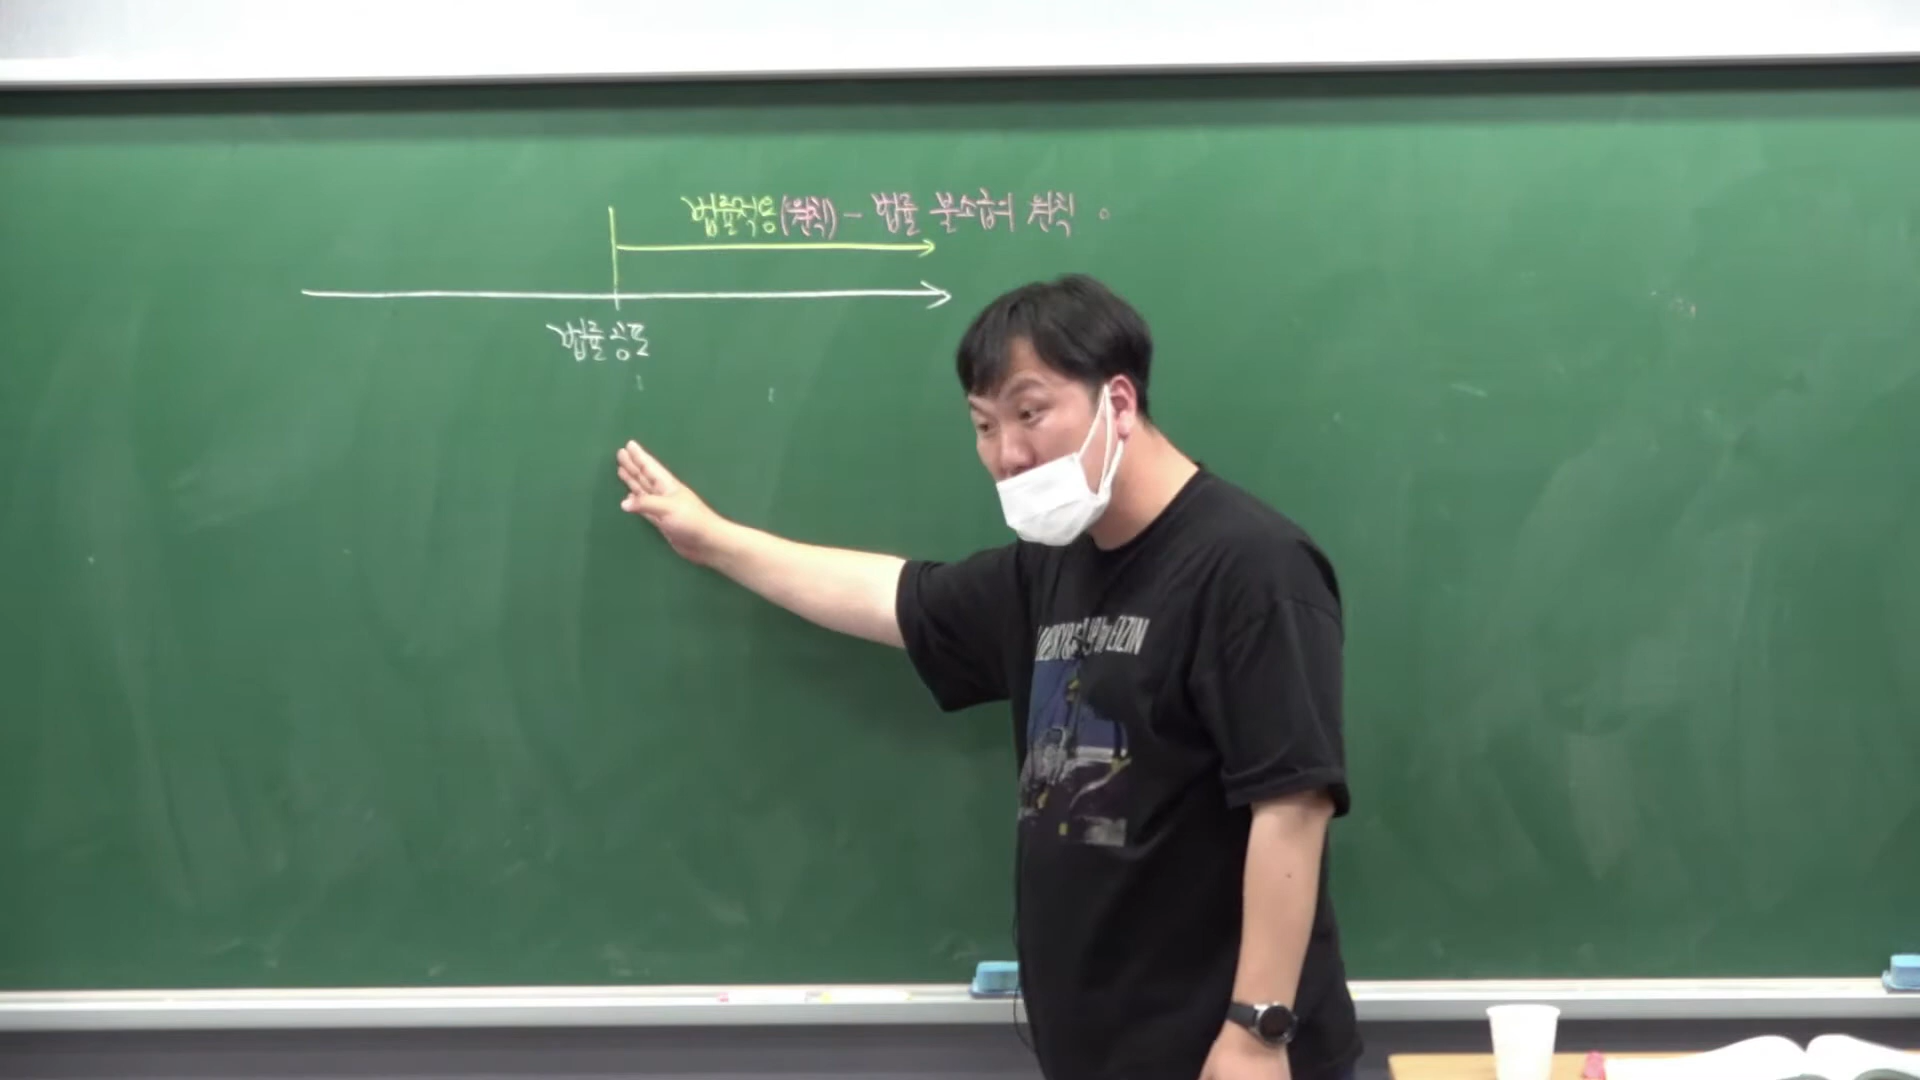 법률적용(원칙) - 법률 불소급의 원칙 。
법률공포